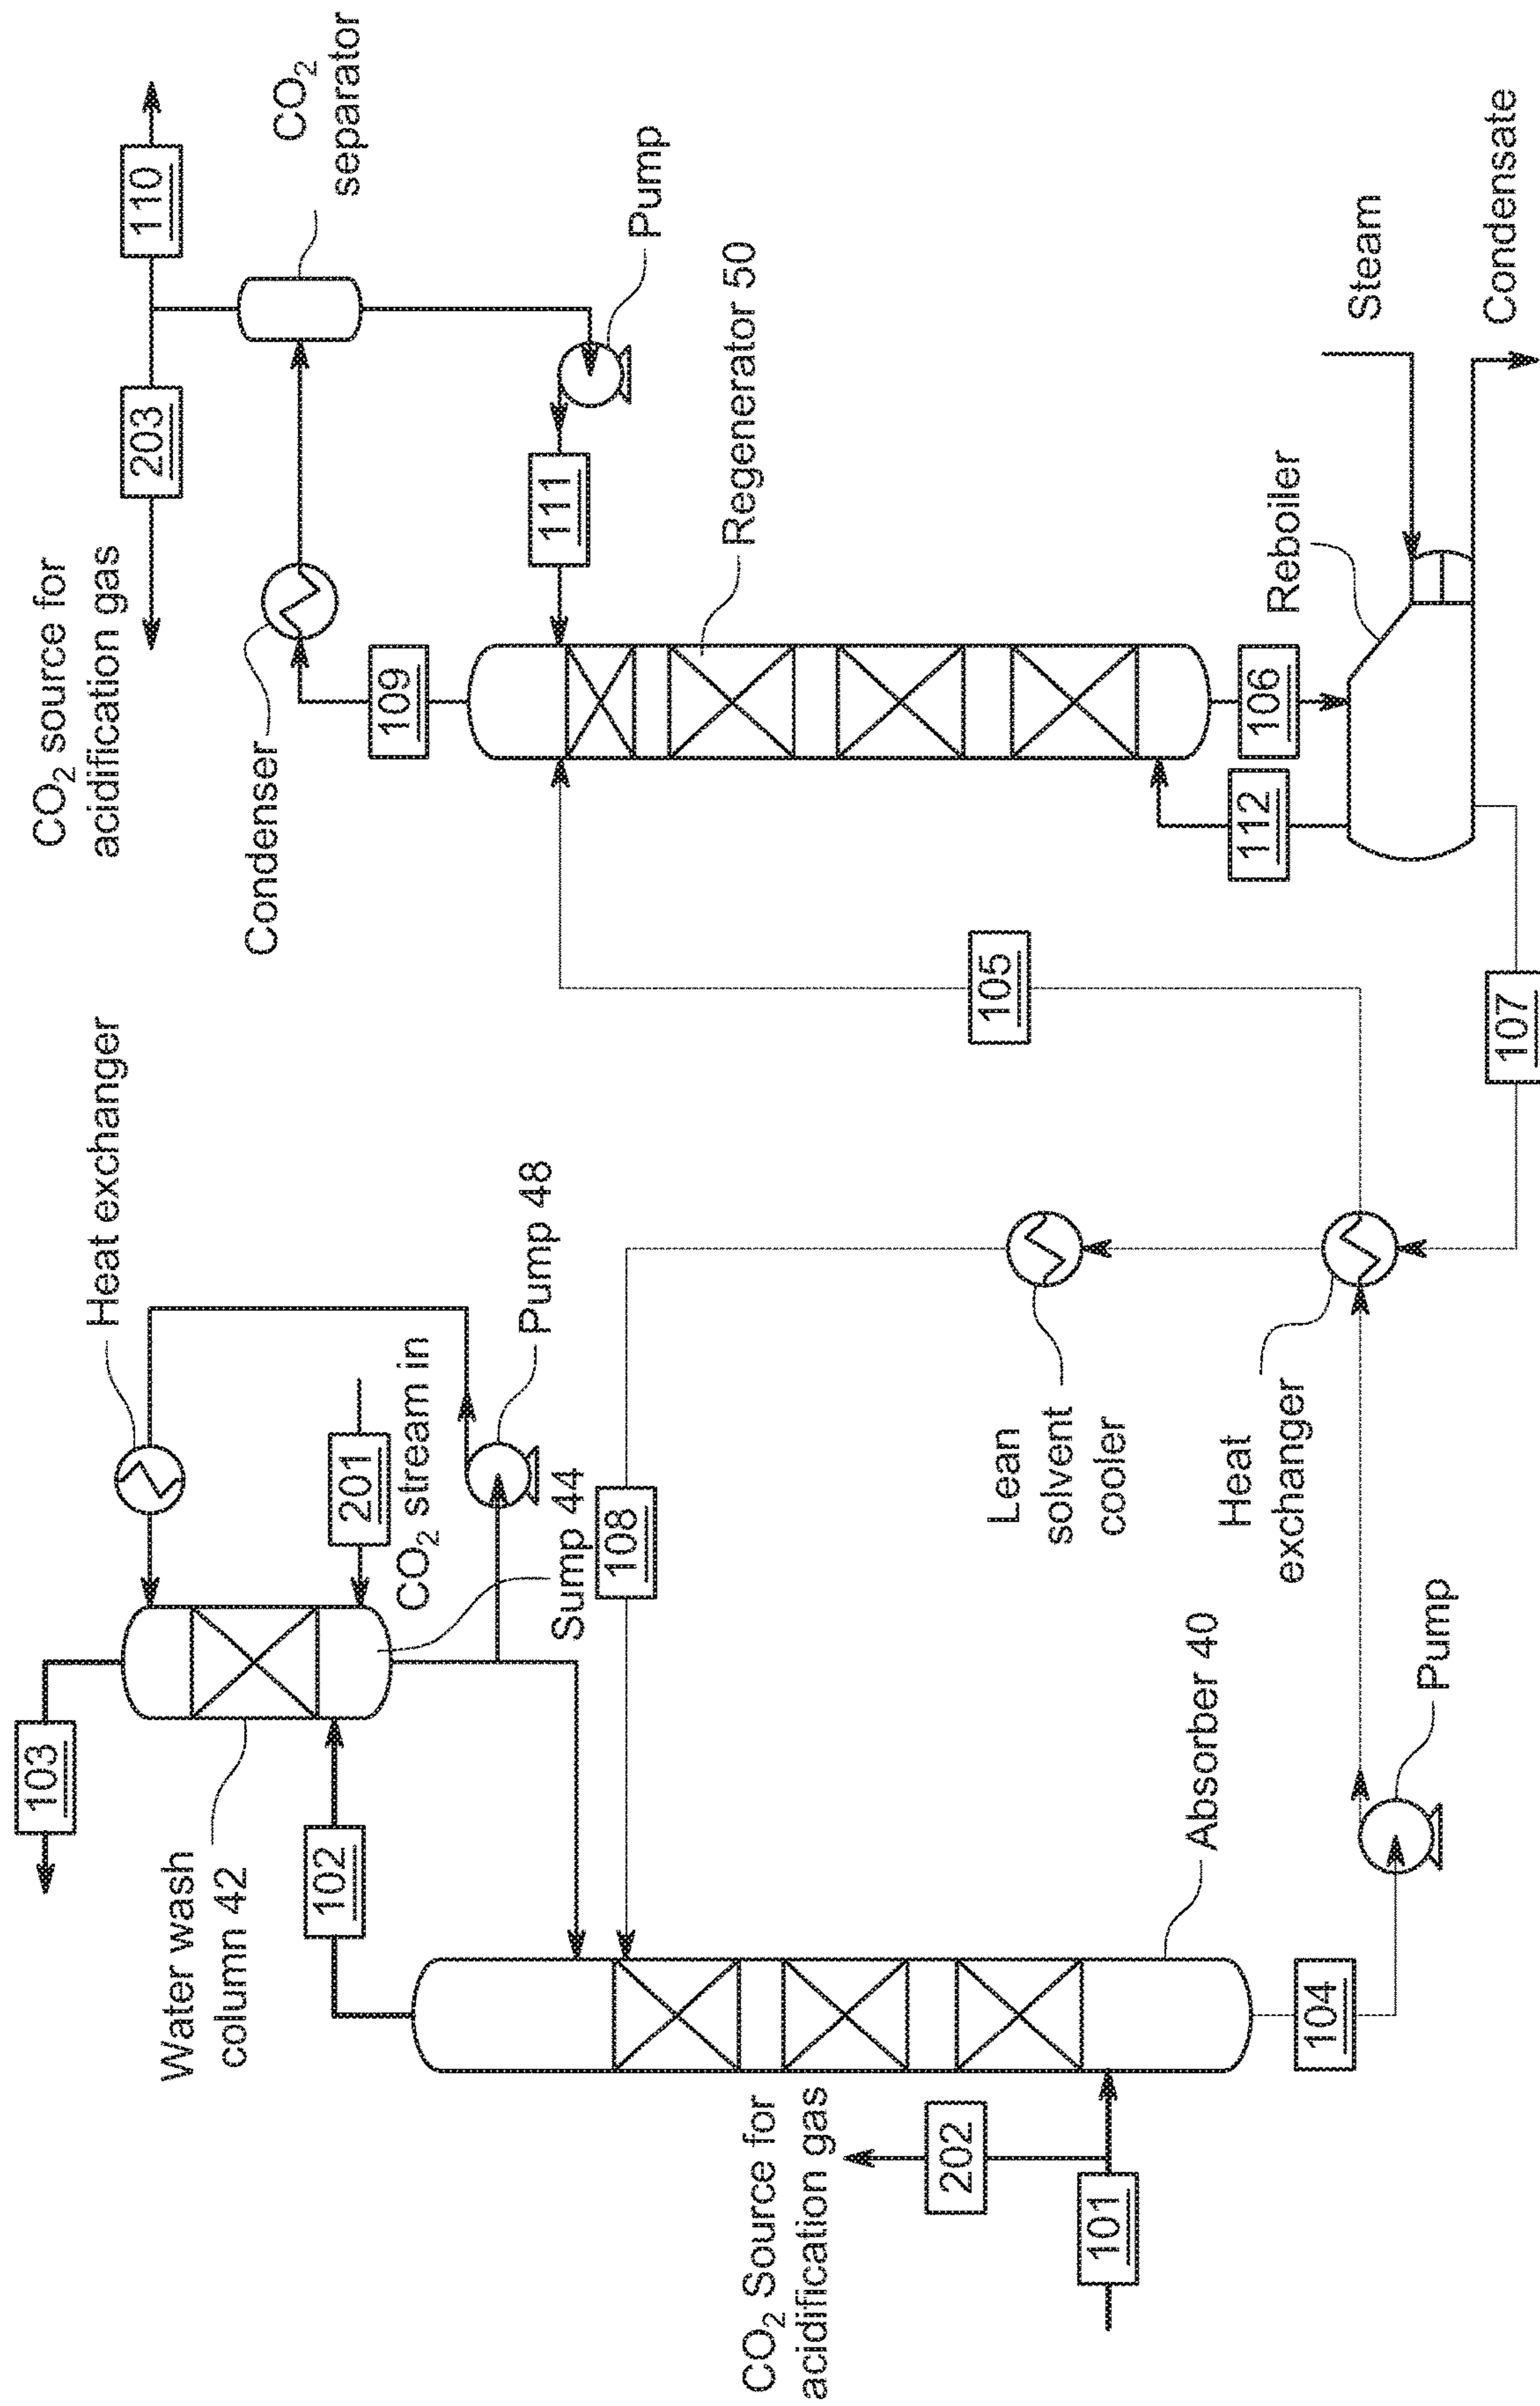 CO₂ source for
acidification gas
203
110
CO₂
separator
Condenser
109
111
Pump
Regenerator 50
Steam
Reboiler
Condensate
106
112
105
107
Heat exchanger
103
Water wash
column 42
102
201
CO₂ stream in
Pump 48
Sump 44
108
Lean
solvent
cooler
Heat
exchanger
Pump
Absorber 40
104
CO₂ Source for
acidification gas
202
101